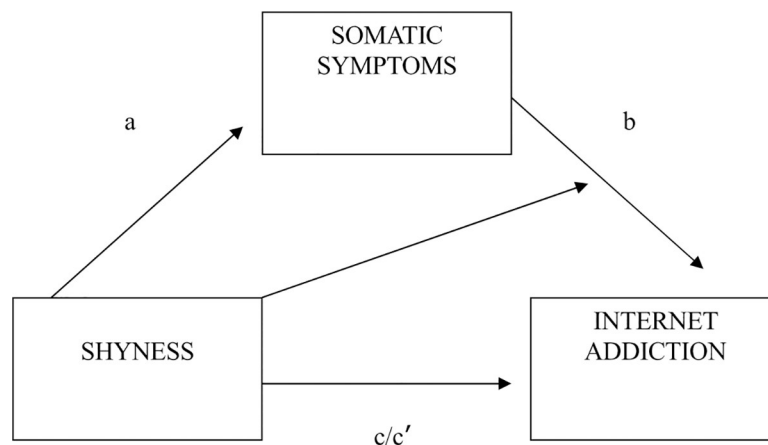 SOMATIC
SYMPTOMS
a
b
SHYNESS
INTERNET
ADDICTION
c/c′